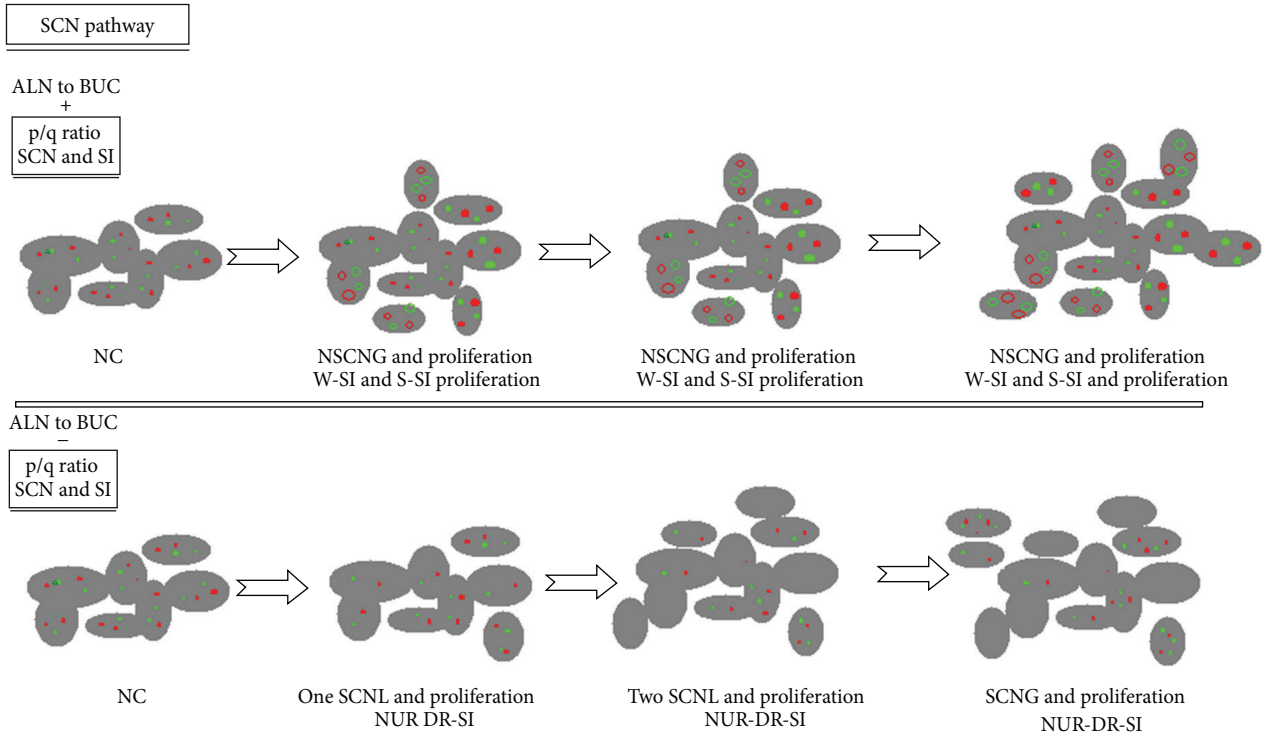 SCN pathway
ALN to BUC
+
p/q ratio
SCN and SI
NC
NSCNG and proliferation
W-SI and S-SI proliferation
NSCNG and proliferation
W-SI and S-SI proliferation
NSCNG and proliferation
W-SI and S-SI and proliferation
ALN to BUC
−
p/q ratio
SCN and SI
NC
One SCNL and proliferation
NUR DR-SI
Two SCNL and proliferation
NUR-DR-SI
SCNG and proliferation
NUR-DR-SI